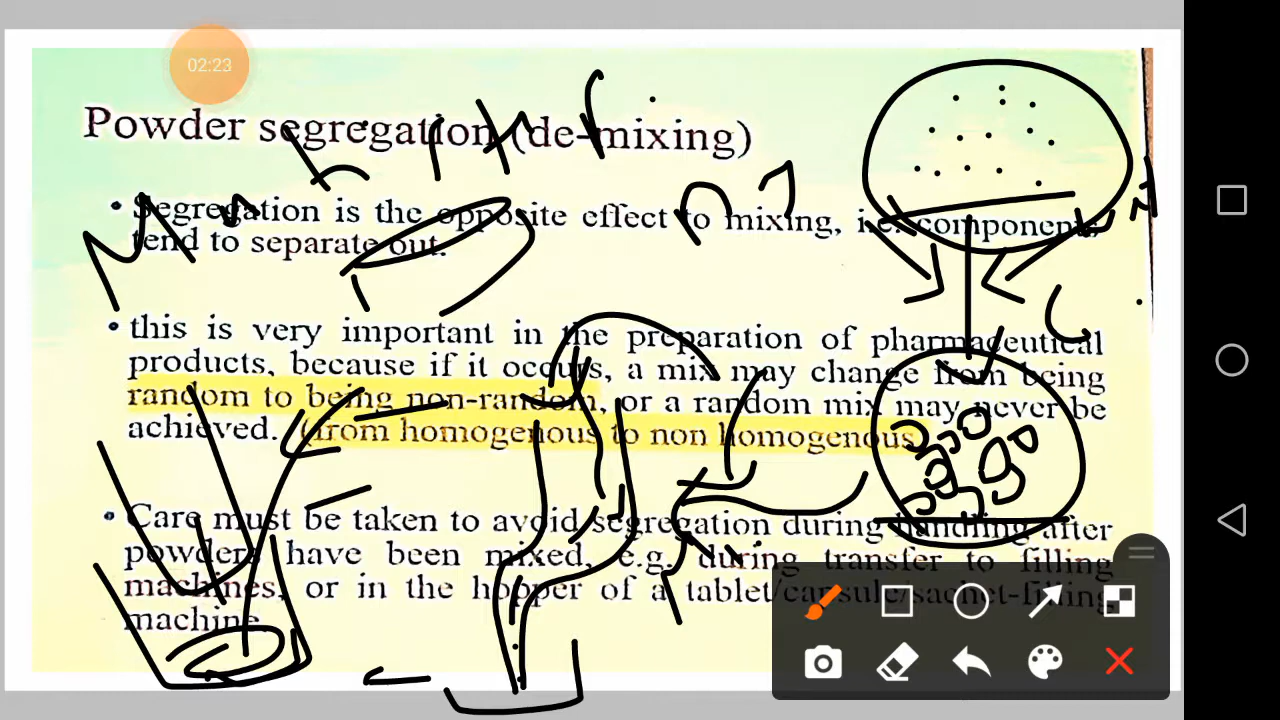 02:23
Powder segregation (de-mixing)
• Segregation is the opposite effect to mixing, i.e. components
tend to separate out.
• this is very important in the preparation of pharmaceutical
products, because if it occurs, a mix may change from being
random to being non-random, or a random mix may never be
achieved. (from homogenous to non homogenous)
• Care must be taken to avoid segregation during handling after
powders have been mixed, e.g. during transfer to filling
machines, or in the hopper of a tablet/capsule/sachet-filling
machine.